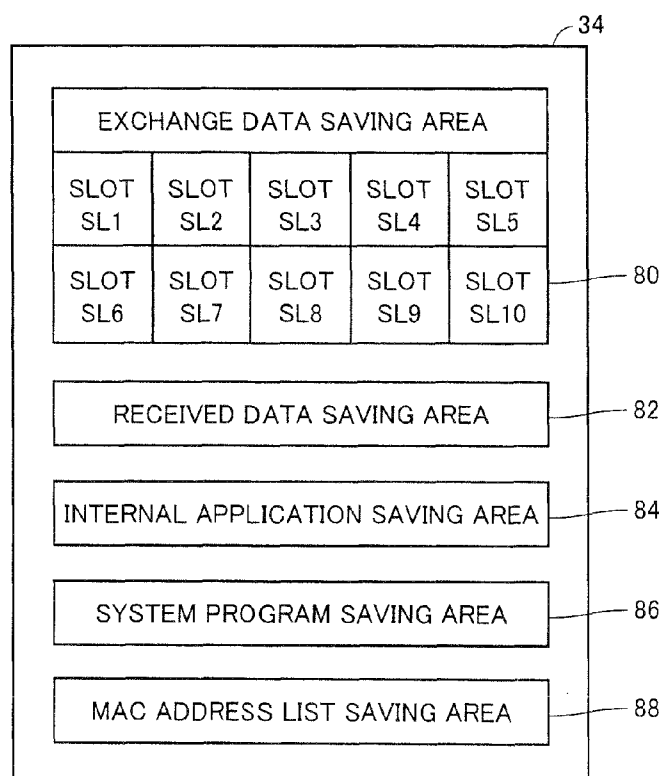 34
EXCHANGE DATA SAVING AREA
SLOT SL1
SLOT SL2
SLOT SL3
SLOT SL4
SLOT SL5
SLOT SL6
SLOT SL7
SLOT SL8
SLOT SL9
SLOT SL10
80
RECEIVED DATA SAVING AREA
82
INTERNAL APPLICATION SAVING AREA
84
SYSTEM PROGRAM SAVING AREA
86
MAC ADDRESS LIST SAVING AREA
88